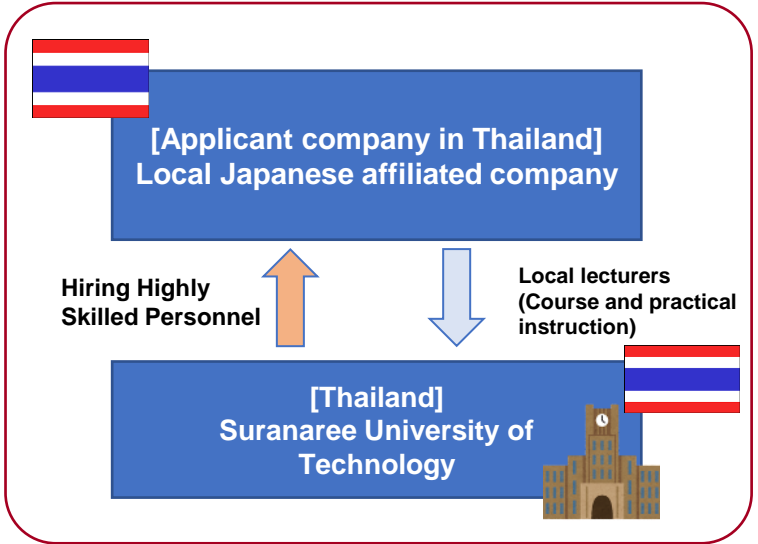 [Applicant company in Thailand]
Local Japanese affiliated company
Hiring Highly
Skilled Personnel
Local lecturers
(Course and practical
instruction)
[Thailand]
Suranaree University of
Technology